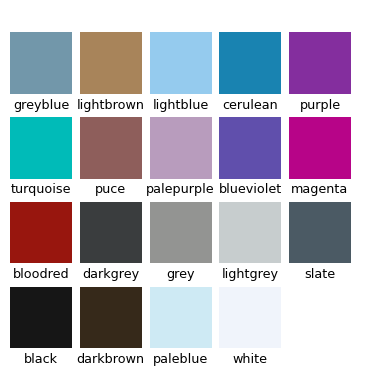 greyblue lightbrown lightblue cerulean purple
turquoise puce palepurple blueviolet magenta
bloodred darkgrey grey lightgrey slate
black darkbrown paleblue white